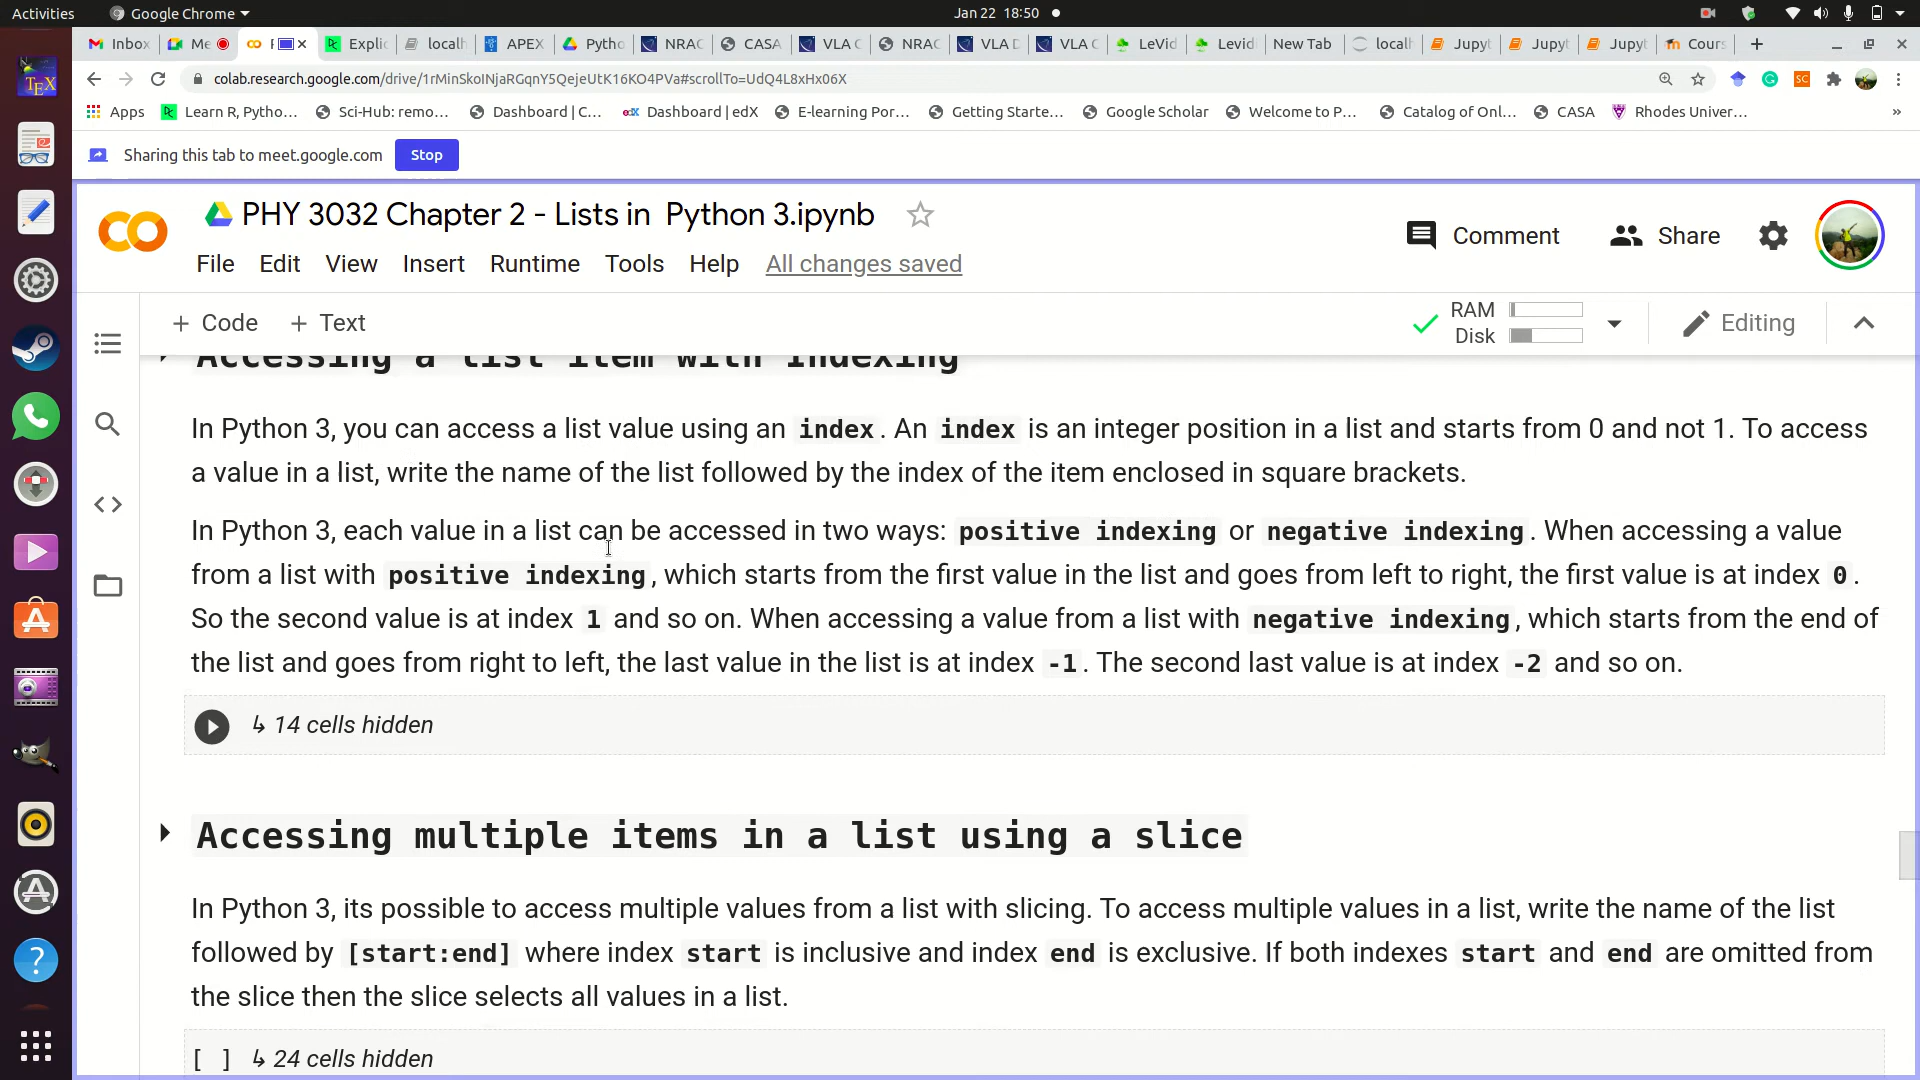 Activities Google Chrome Jan 22 18:50
Inbox Me Explic localh APEX Pytho NRAC CASA VLA C NRAC VLA D VLA C LeVid Levid New Tab localh Jupyt Jupyt Jupyt Cours
colab.research.google.com/drive/1rMinSkoINjaRGqnY5QejeUtK16KO4PVa#scrollTo=UdQ4L8xHx06X
Apps Learn R, Pytho... Sci-Hub: remo... Dashboard | C... Dashboard | edX E-learning Por... Getting Starte... Google Scholar Welcome to P... Catalog of Onl... CASA Rhodes Univer... »
Sharing this tab to meet.google.com Stop
PHY 3032 Chapter 2 - Lists in Python 3.ipynb
Comment Share
File Edit View Insert Runtime Tools Help All changes saved
+ Code + Text RAM Disk Editing
Accessing a list item with indexing
In Python 3, you can access a list value using an index. An index is an integer position in a list and starts from 0 and not 1. To access
a value in a list, write the name of the list followed by the index of the item enclosed in square brackets.
In Python 3, each value in a list can be accessed in two ways: positive indexing or negative indexing. When accessing a value
from a list with positive indexing, which starts from the first value in the list and goes from left to right, the first value is at index 0.
So the second value is at index 1 and so on. When accessing a value from a list with negative indexing, which starts from the end of
the list and goes from right to left, the last value in the list is at index -1. The second last value is at index -2 and so on.
↳ 14 cells hidden
Accessing multiple items in a list using a slice
In Python 3, its possible to access multiple values from a list with slicing. To access multiple values in a list, write the name of the list
followed by [start:end] where index start is inclusive and index end is exclusive. If both indexes start and end are omitted from
the slice then the slice selects all values in a list.
[ ] ↳ 24 cells hidden